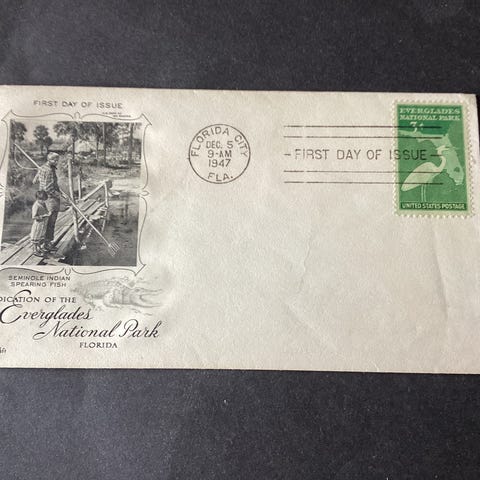 FIRST DAY OF ISSUE
SEMINOLE INDIAN
SPEARING FISH
DICATION OF THE
Everglades
National Park
FLORIDA
FLORIDA CITY
DEC. 5
9-AM
1947
FLA.
FIRST DAY OF ISSUE
EVERGLADES
NATIONAL PARK
3¢
UNITED STATES POSTAGE